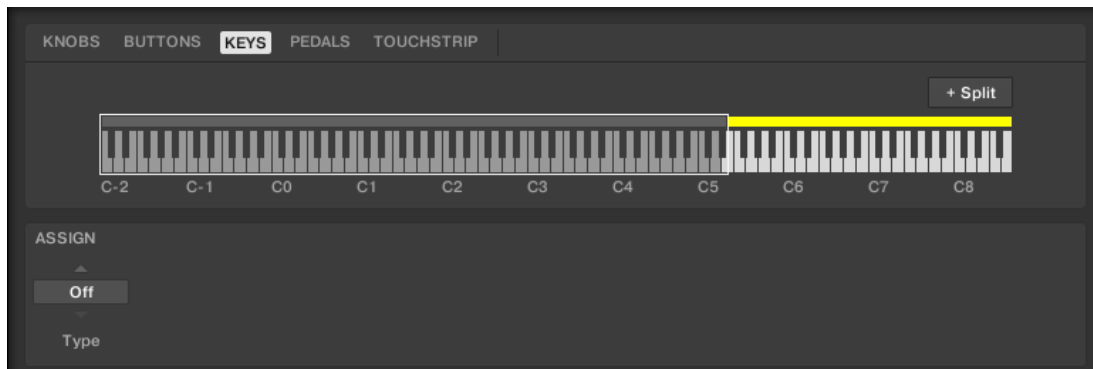 KNOBS BUTTONS KEYS PEDALS TOUCHSTRIP
+ Split
C-2 C-1 C0 C1 C2 C3 C4 C5 C6 C7 C8
ASSIGN
Off
Type